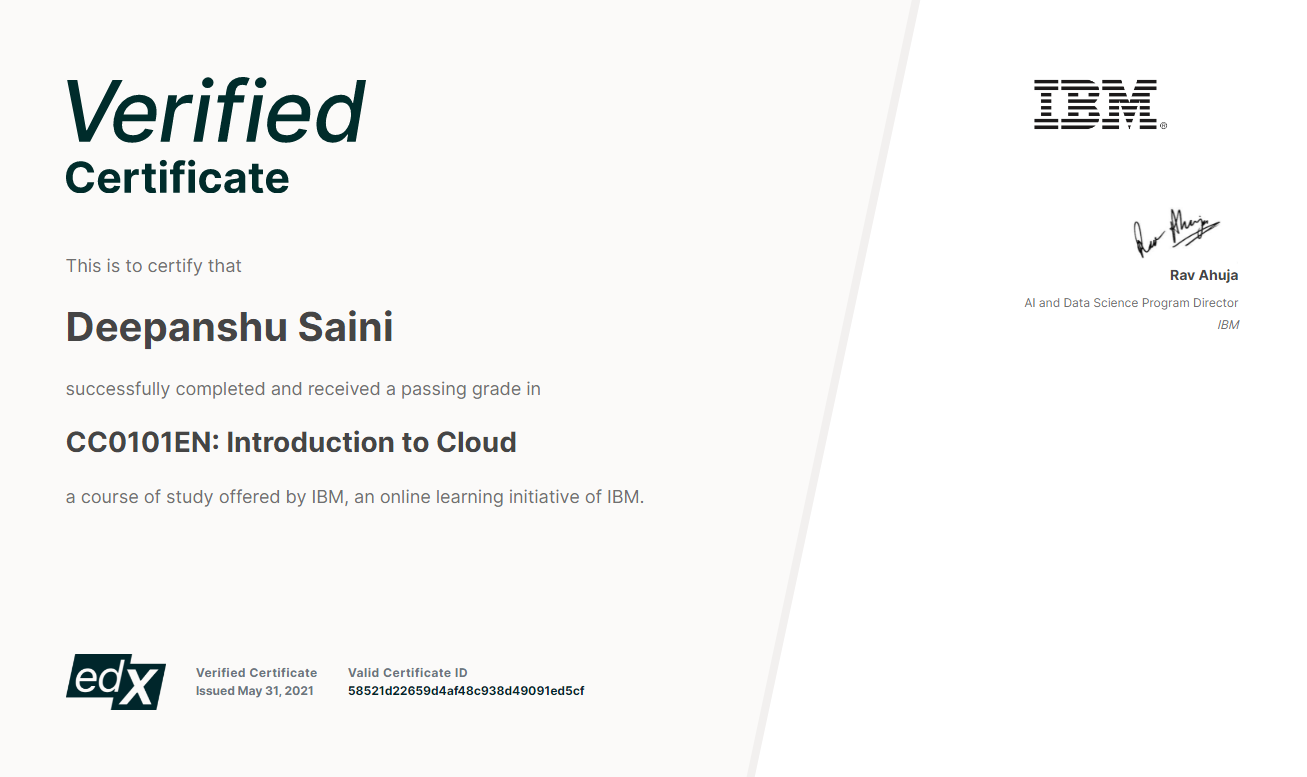 Verified
Certificate
This is to certify that
Deepanshu Saini
successfully completed and received a passing grade in
CC0101EN: Introduction to Cloud
a course of study offered by IBM, an online learning initiative of IBM.
edX
Verified Certificate
Issued May 31, 2021
Valid Certificate ID
58521d22659d4af48c938d49091ed5cf
IBM®
Rav Ahuja
Rav Ahuja
AI and Data Science Program Director
IBM